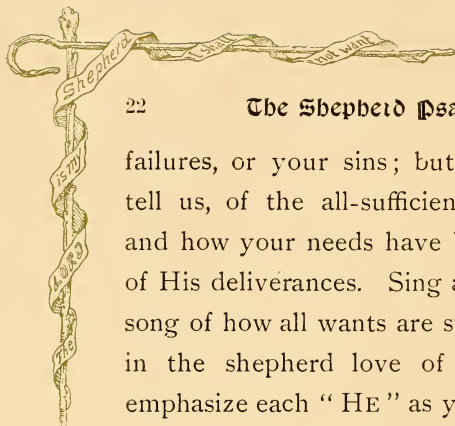 The
LORD
is my
Shepherd
shall
not want
22 The Shepherd Psa
failures, or your sins; but
tell us, of the all-sufficien
and how your needs have
of His deliverances. Sing a
song of how all wants are s
in the shepherd love of
emphasize each " HE " as y